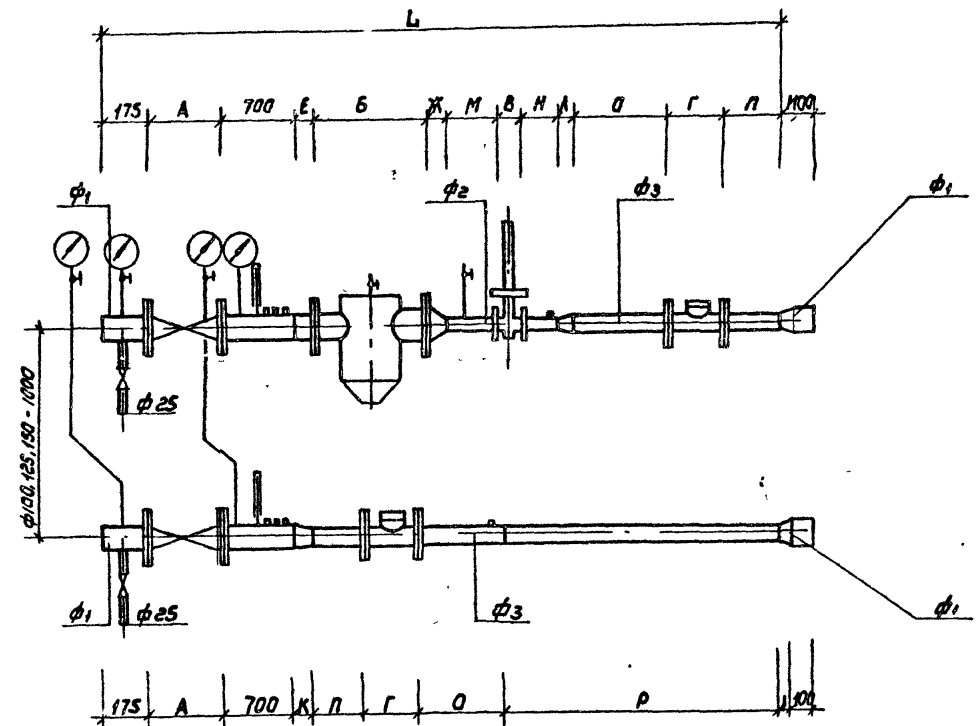 L
175 А 700 Е Б Ж М В Н Л О Г П 100
ф1 ф2 ф3 ф1
ф25
ф100, 125, 150 - 1000
ф1 ф25 ф3 ф1
175 А 700 К П Г О Р 100